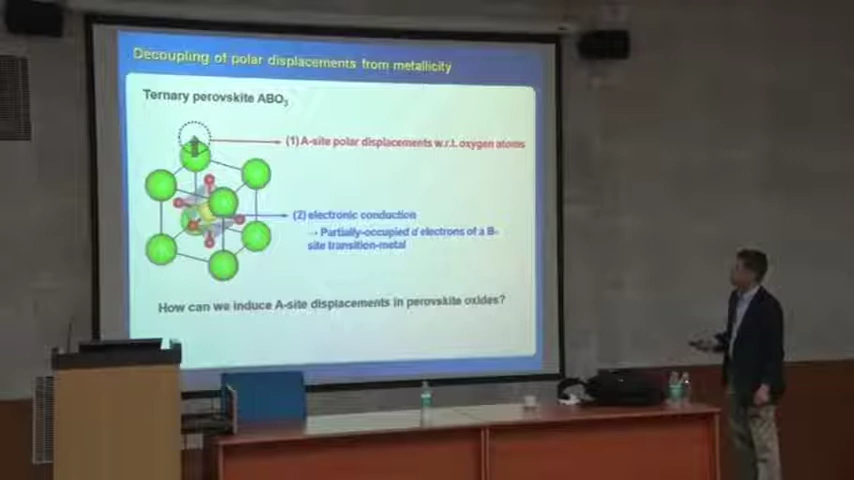 Decoupling of polar displacements from metallicity
Ternary perovskite ABO₃
(1) A-site polar displacements w.r.t. oxygen atoms
(2) electronic conduction
→ Partially-occupied d electrons of a B-
site transition-metal
How can we induce A-site displacements in perovskite oxides?